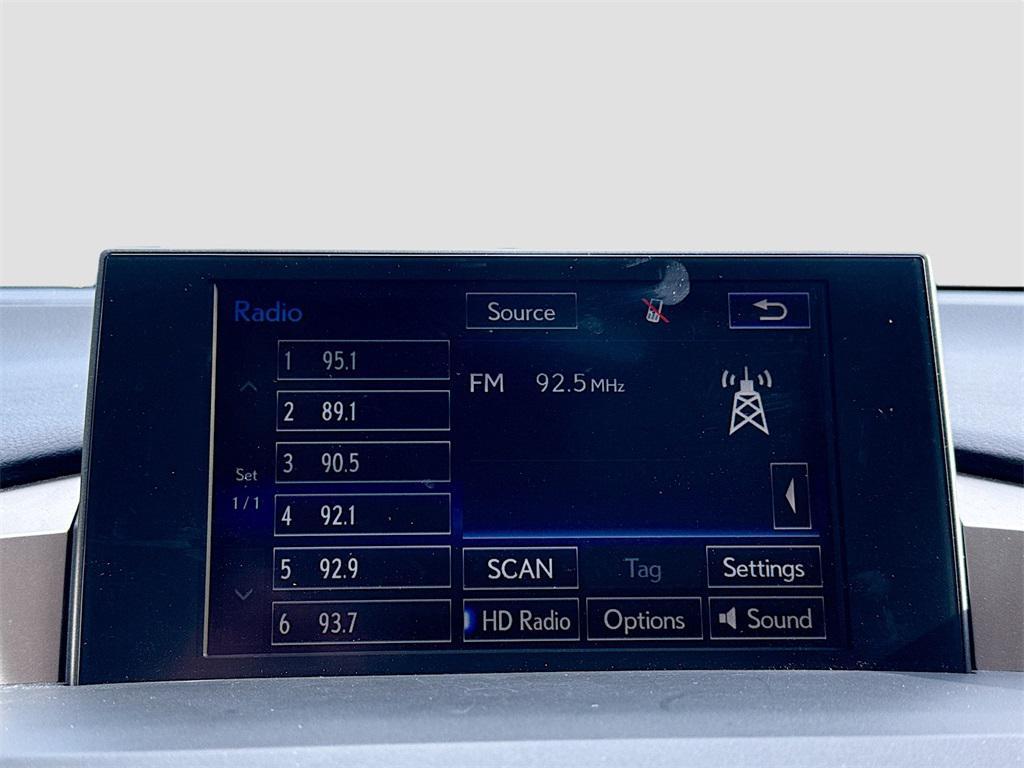 Radio
Source
1 95.1
2 89.1
3 90.5
4 92.1
5 92.9
6 93.7
Set
1/1
FM 92.5 MHz
SCAN
Tag
Settings
HD Radio
Options
Sound